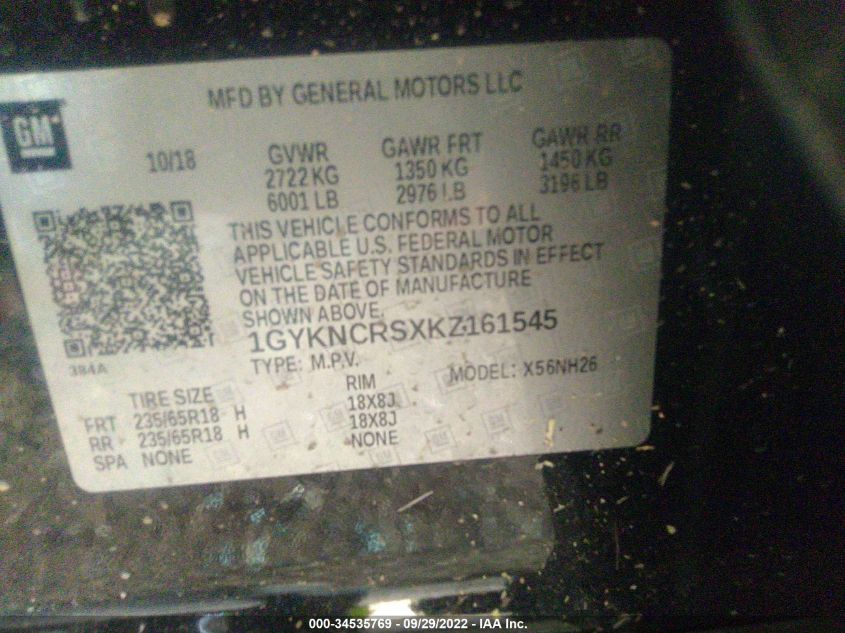 MFD BY GENERAL MOTORS LLC
GM
10/18 GVWR GAWR FRT GAWR RR
2722 KG 1350 KG 1450 KG
6001 LB 2976 LB 3196 LB
THIS VEHICLE CONFORMS TO ALL
APPLICABLE U.S. FEDERAL MOTOR
VEHICLE SAFETY STANDARDS IN EFFECT
ON THE DATE OF MANUFACTURE
SHOWN ABOVE.
1GYKNCRSXKZ161545
384A
TYPE: M.P.V. MODEL: X56NH26
TIRE SIZE RIM
FRT 235/65R18 H 18X8J
RR 235/65R18 H 18X8J
SPA NONE NONE
000-34535769 - 09/29/2022 - IAA Inc.